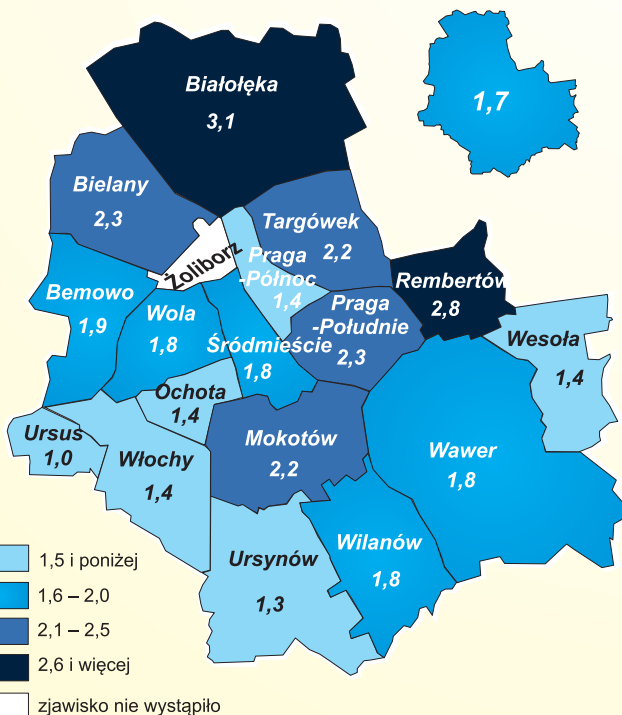 Białołęka
3,1
1,7
Bielany
2,3
Targówek
2,2
Żoliborz
Praga
-Północ
1,4
Rembertów
2,8
Bemowo
1,9
Wola
1,8
Praga
-Południe
2,3
Śródmieście
1,8
Wesoła
1,4
Ochota
1,4
Ursus
1,0
Włochy
1,4
Mokotów
2,2
Wawer
1,8
Ursynów
1,3
Wilanów
1,8
1,5 i poniżej
1,6 – 2,0
2,1 – 2,5
2,6 i więcej
zjawisko nie wystąpiło